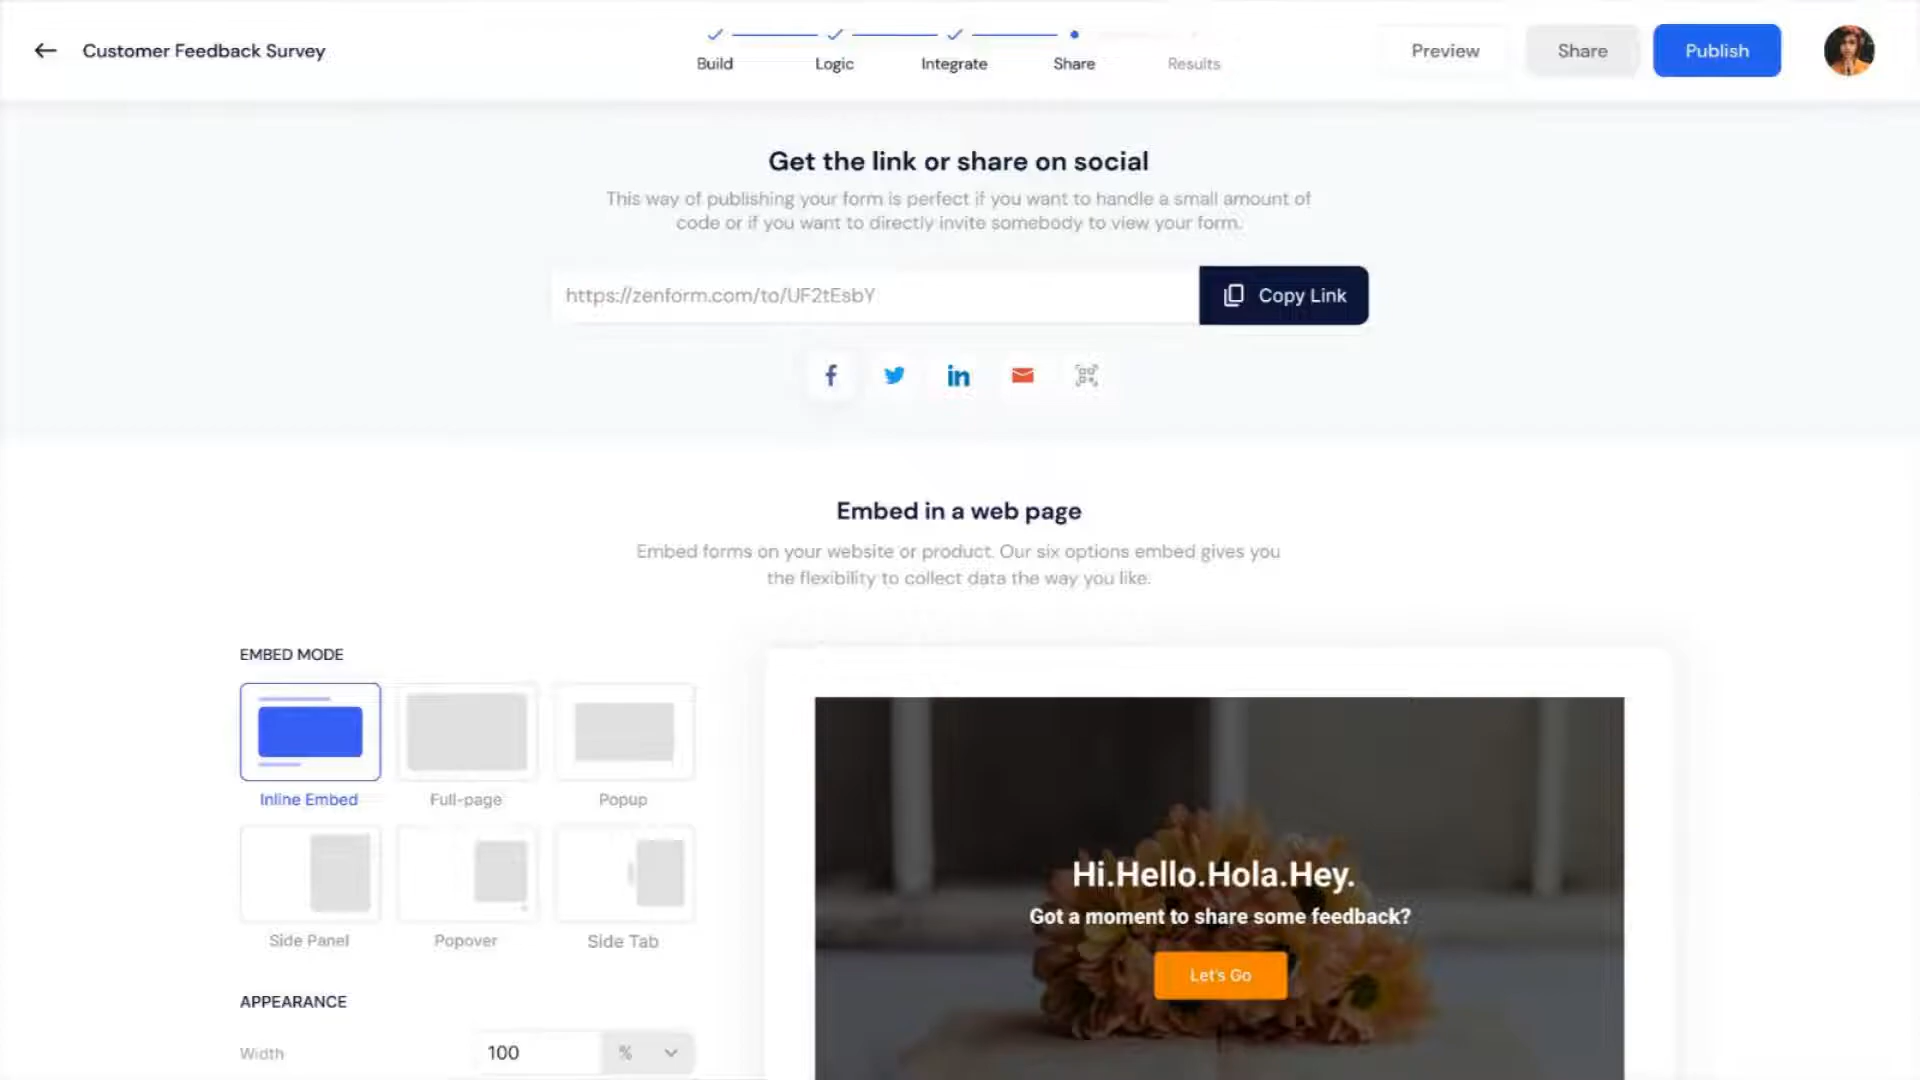 Customer Feedback Survey
Build
Logic
Integrate
Share
Results
Preview
Share
Publish
Get the link or share on social
This way of publishing your form is perfect if you want to handle a small amount of
code or if you want to directly invite somebody to view your form.
https://zenform.com/to/UF2tEsbY
Copy Link
Embed in a web page
Embed forms on your website or product. Our six options embed gives you
the flexibility to collect data the way you like.
EMBED MODE
Inline Embed
Full-page
Popup
Side Panel
Popover
Side Tab
APPEARANCE
Width
100
%
Hi.Hello.Hola.Hey.
Got a moment to share some feedback?
Let's Go